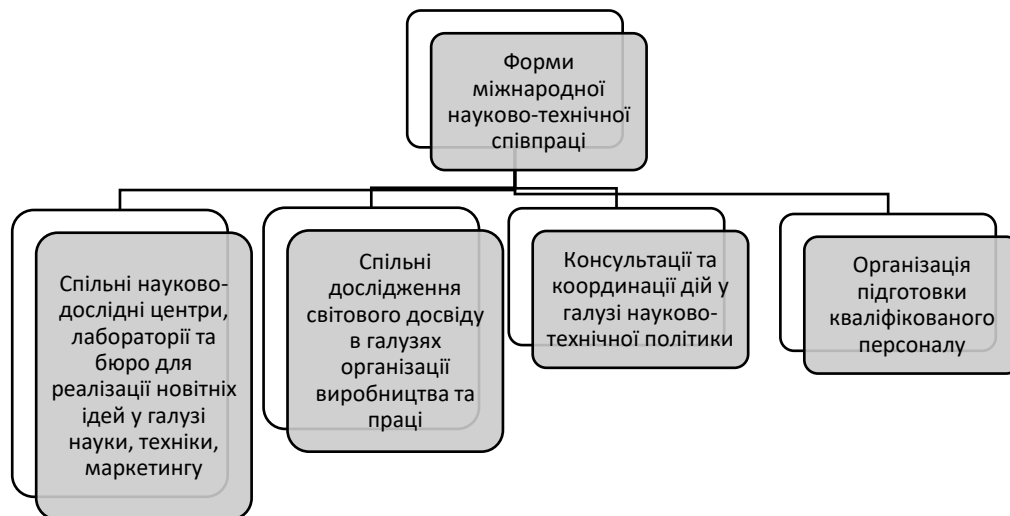 Форми
міжнародної
науково-технічної
співпраці
Спільні науково-
дослідні центри,
лабораторії та
бюро для
реалізації новітніх
ідей у галузі
науки, техніки,
маркетингу
Спільні
дослідження
світового досвіду
в галузях
організації
виробництва та
праці
Консультації та
координації дій у
галузі науково-
технічної політики
Організація
підготовки
кваліфікованого
персоналу